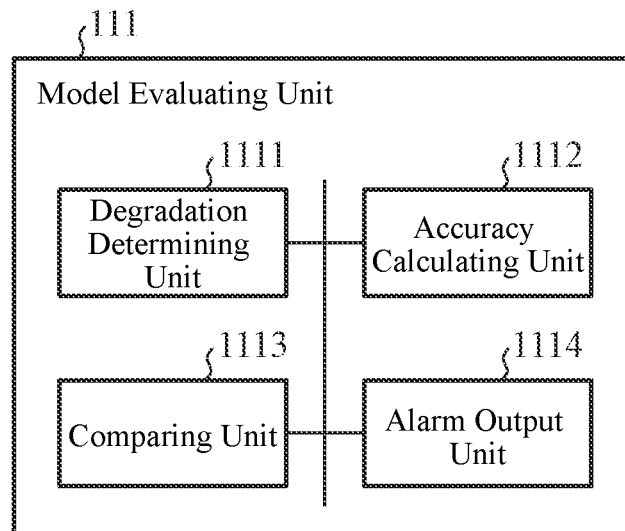 111
Model Evaluating Unit
1111
Degradation
Determining
Unit
1112
Accuracy
Calculating Unit
1113
Comparing Unit
1114
Alarm Output
Unit